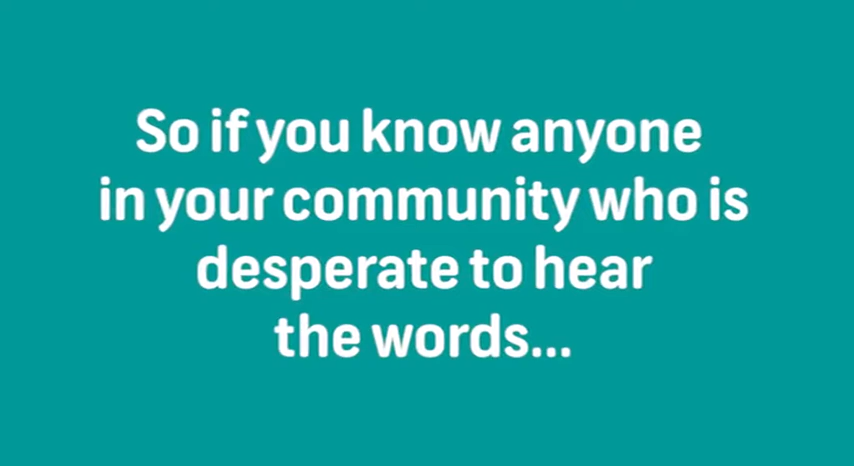 So if you know anyone
in your community who is
desperate to hear
the words...